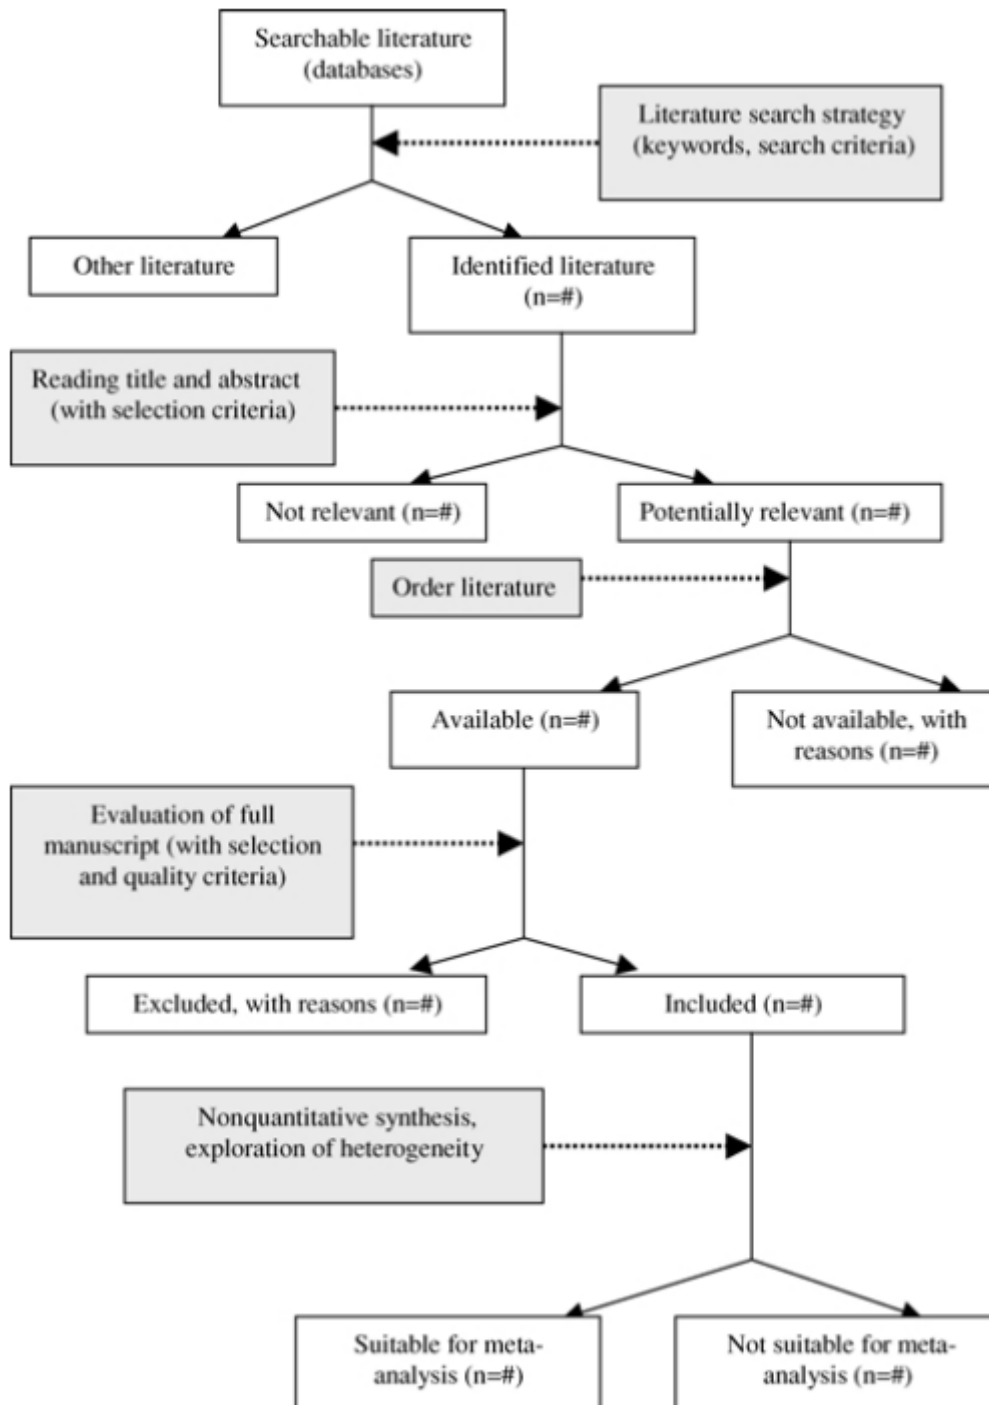 Searchable literature
(databases)
Literature search strategy
(keywords, search criteria)
Other literature
Identified literature
(n=#)
Reading title and abstract
(with selection criteria)
Not relevant (n=#)
Potentially relevant (n=#)
Order literature
Available (n=#)
Not available, with
reasons (n=#)
Evaluation of full
manuscript (with selection
and quality criteria)
Excluded, with reasons (n=#)
Included (n=#)
Nonquantitative synthesis,
exploration of heterogeneity
Suitable for meta-
analysis (n=#)
Not suitable for meta-
analysis (n=#)